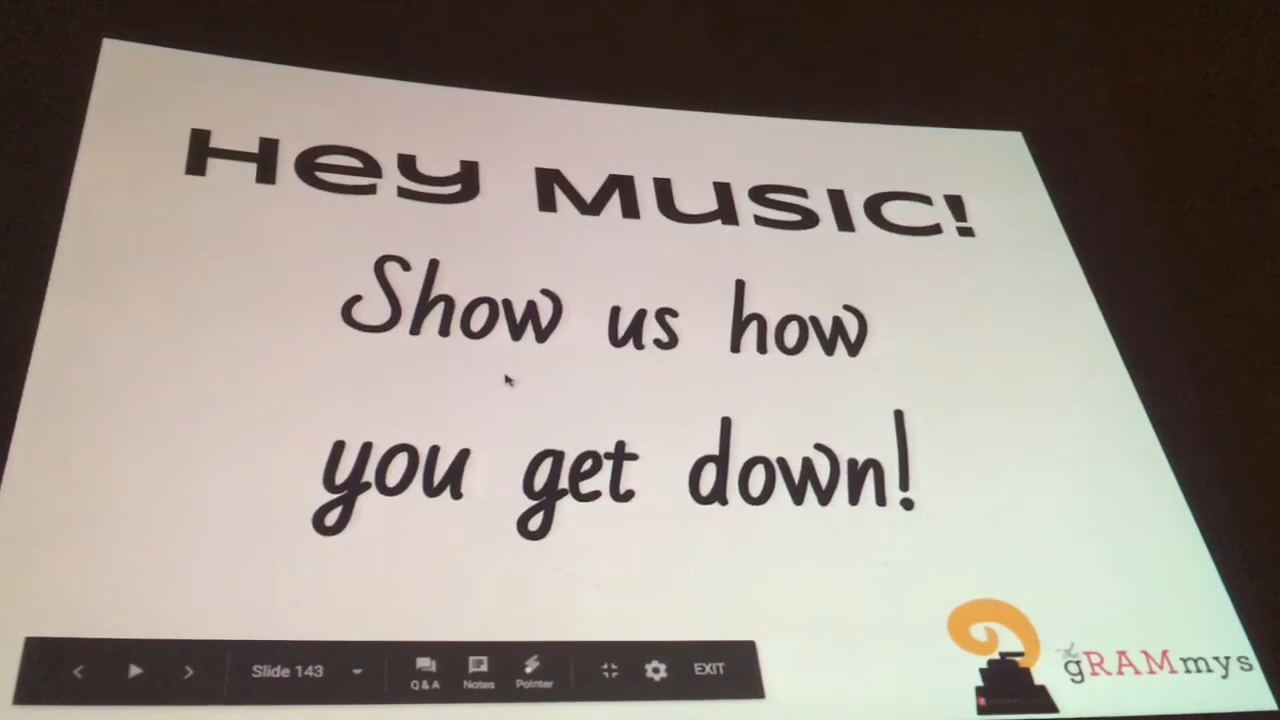 Hey Music!
Show us how
you get down!
Slide 143
Q & A
Notes
Pointer
EXIT
the
gRAMmys